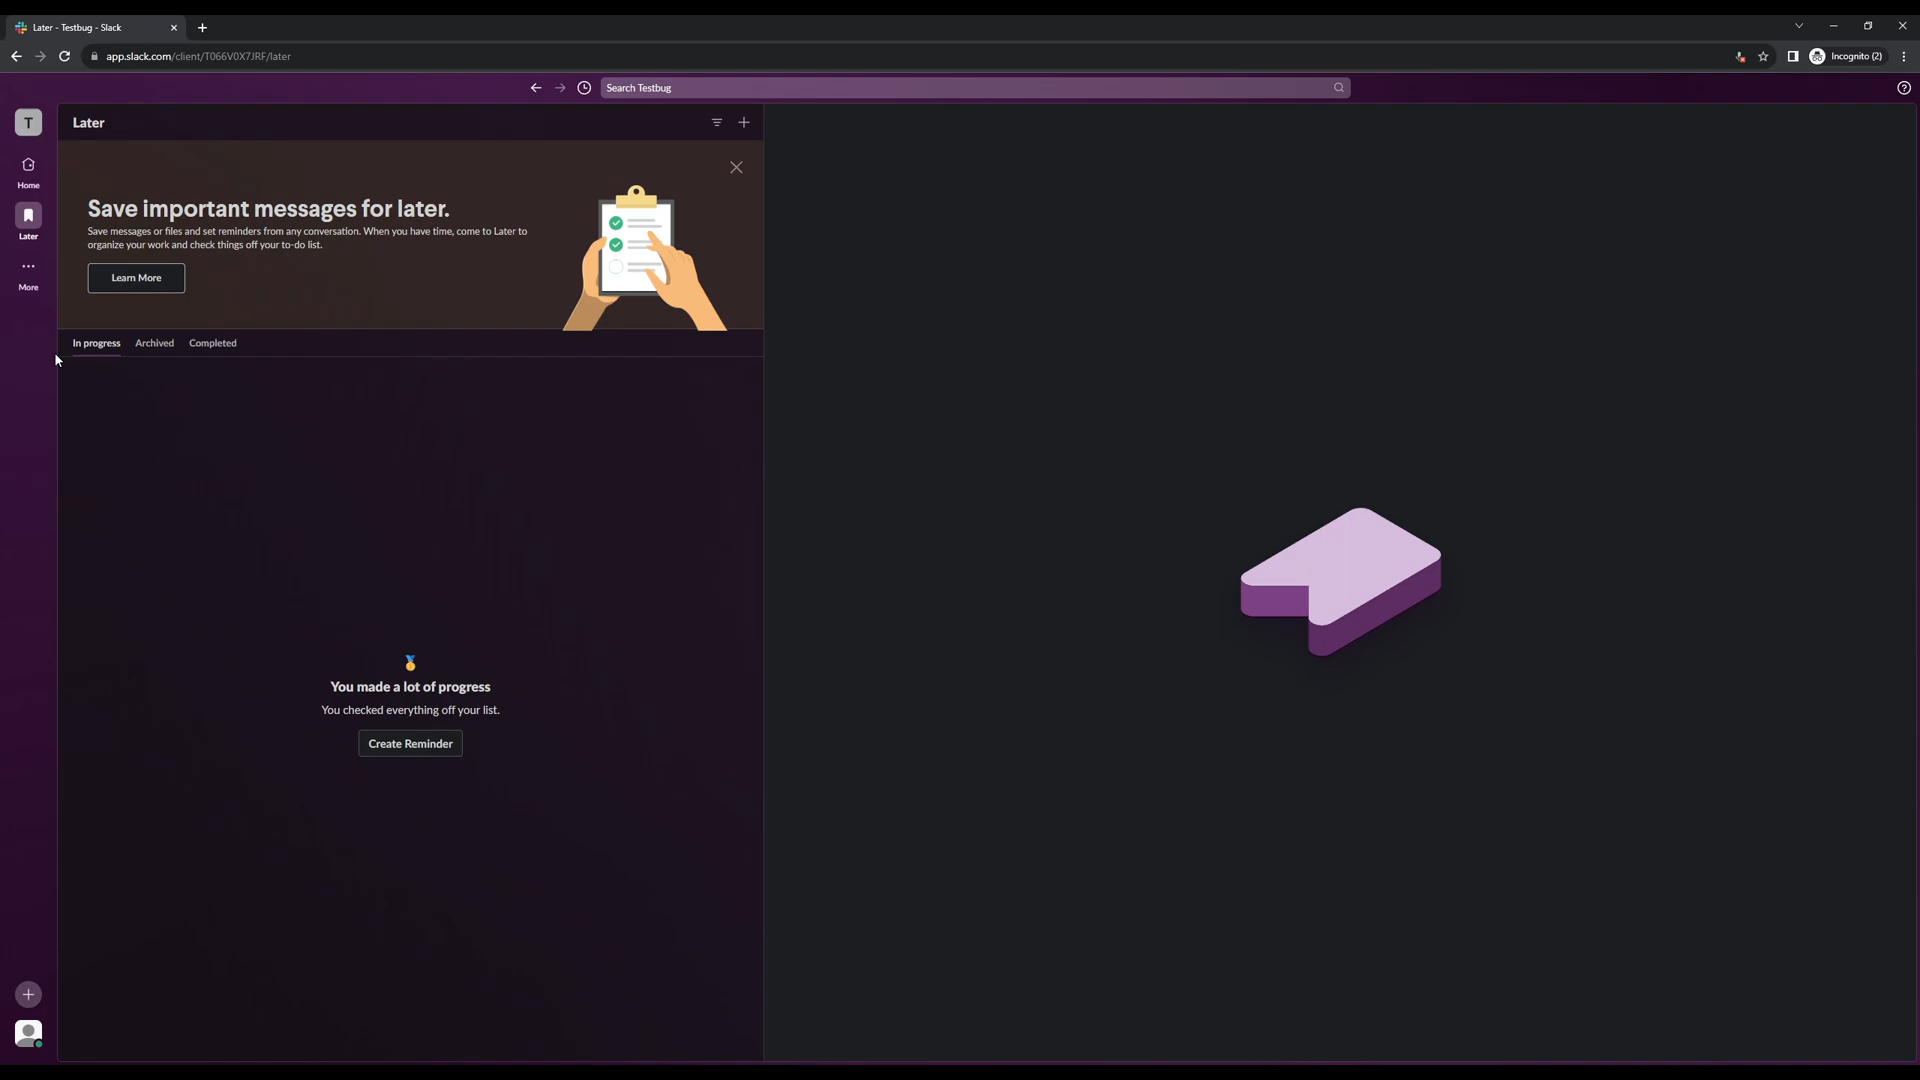 Later - Testbug - Slack
app.slack.com/client/T066V0X7JRF/later
Incognito (2)
Search Testbug
T
Home
Later
More
Later
Save important messages for later.
Save messages or files and set reminders from any conversation. When you have time, come to Later to
organize your work and check things off your to-do list.
Learn More
In progress
Archived
Completed
You made a lot of progress
You checked everything off your list.
Create Reminder